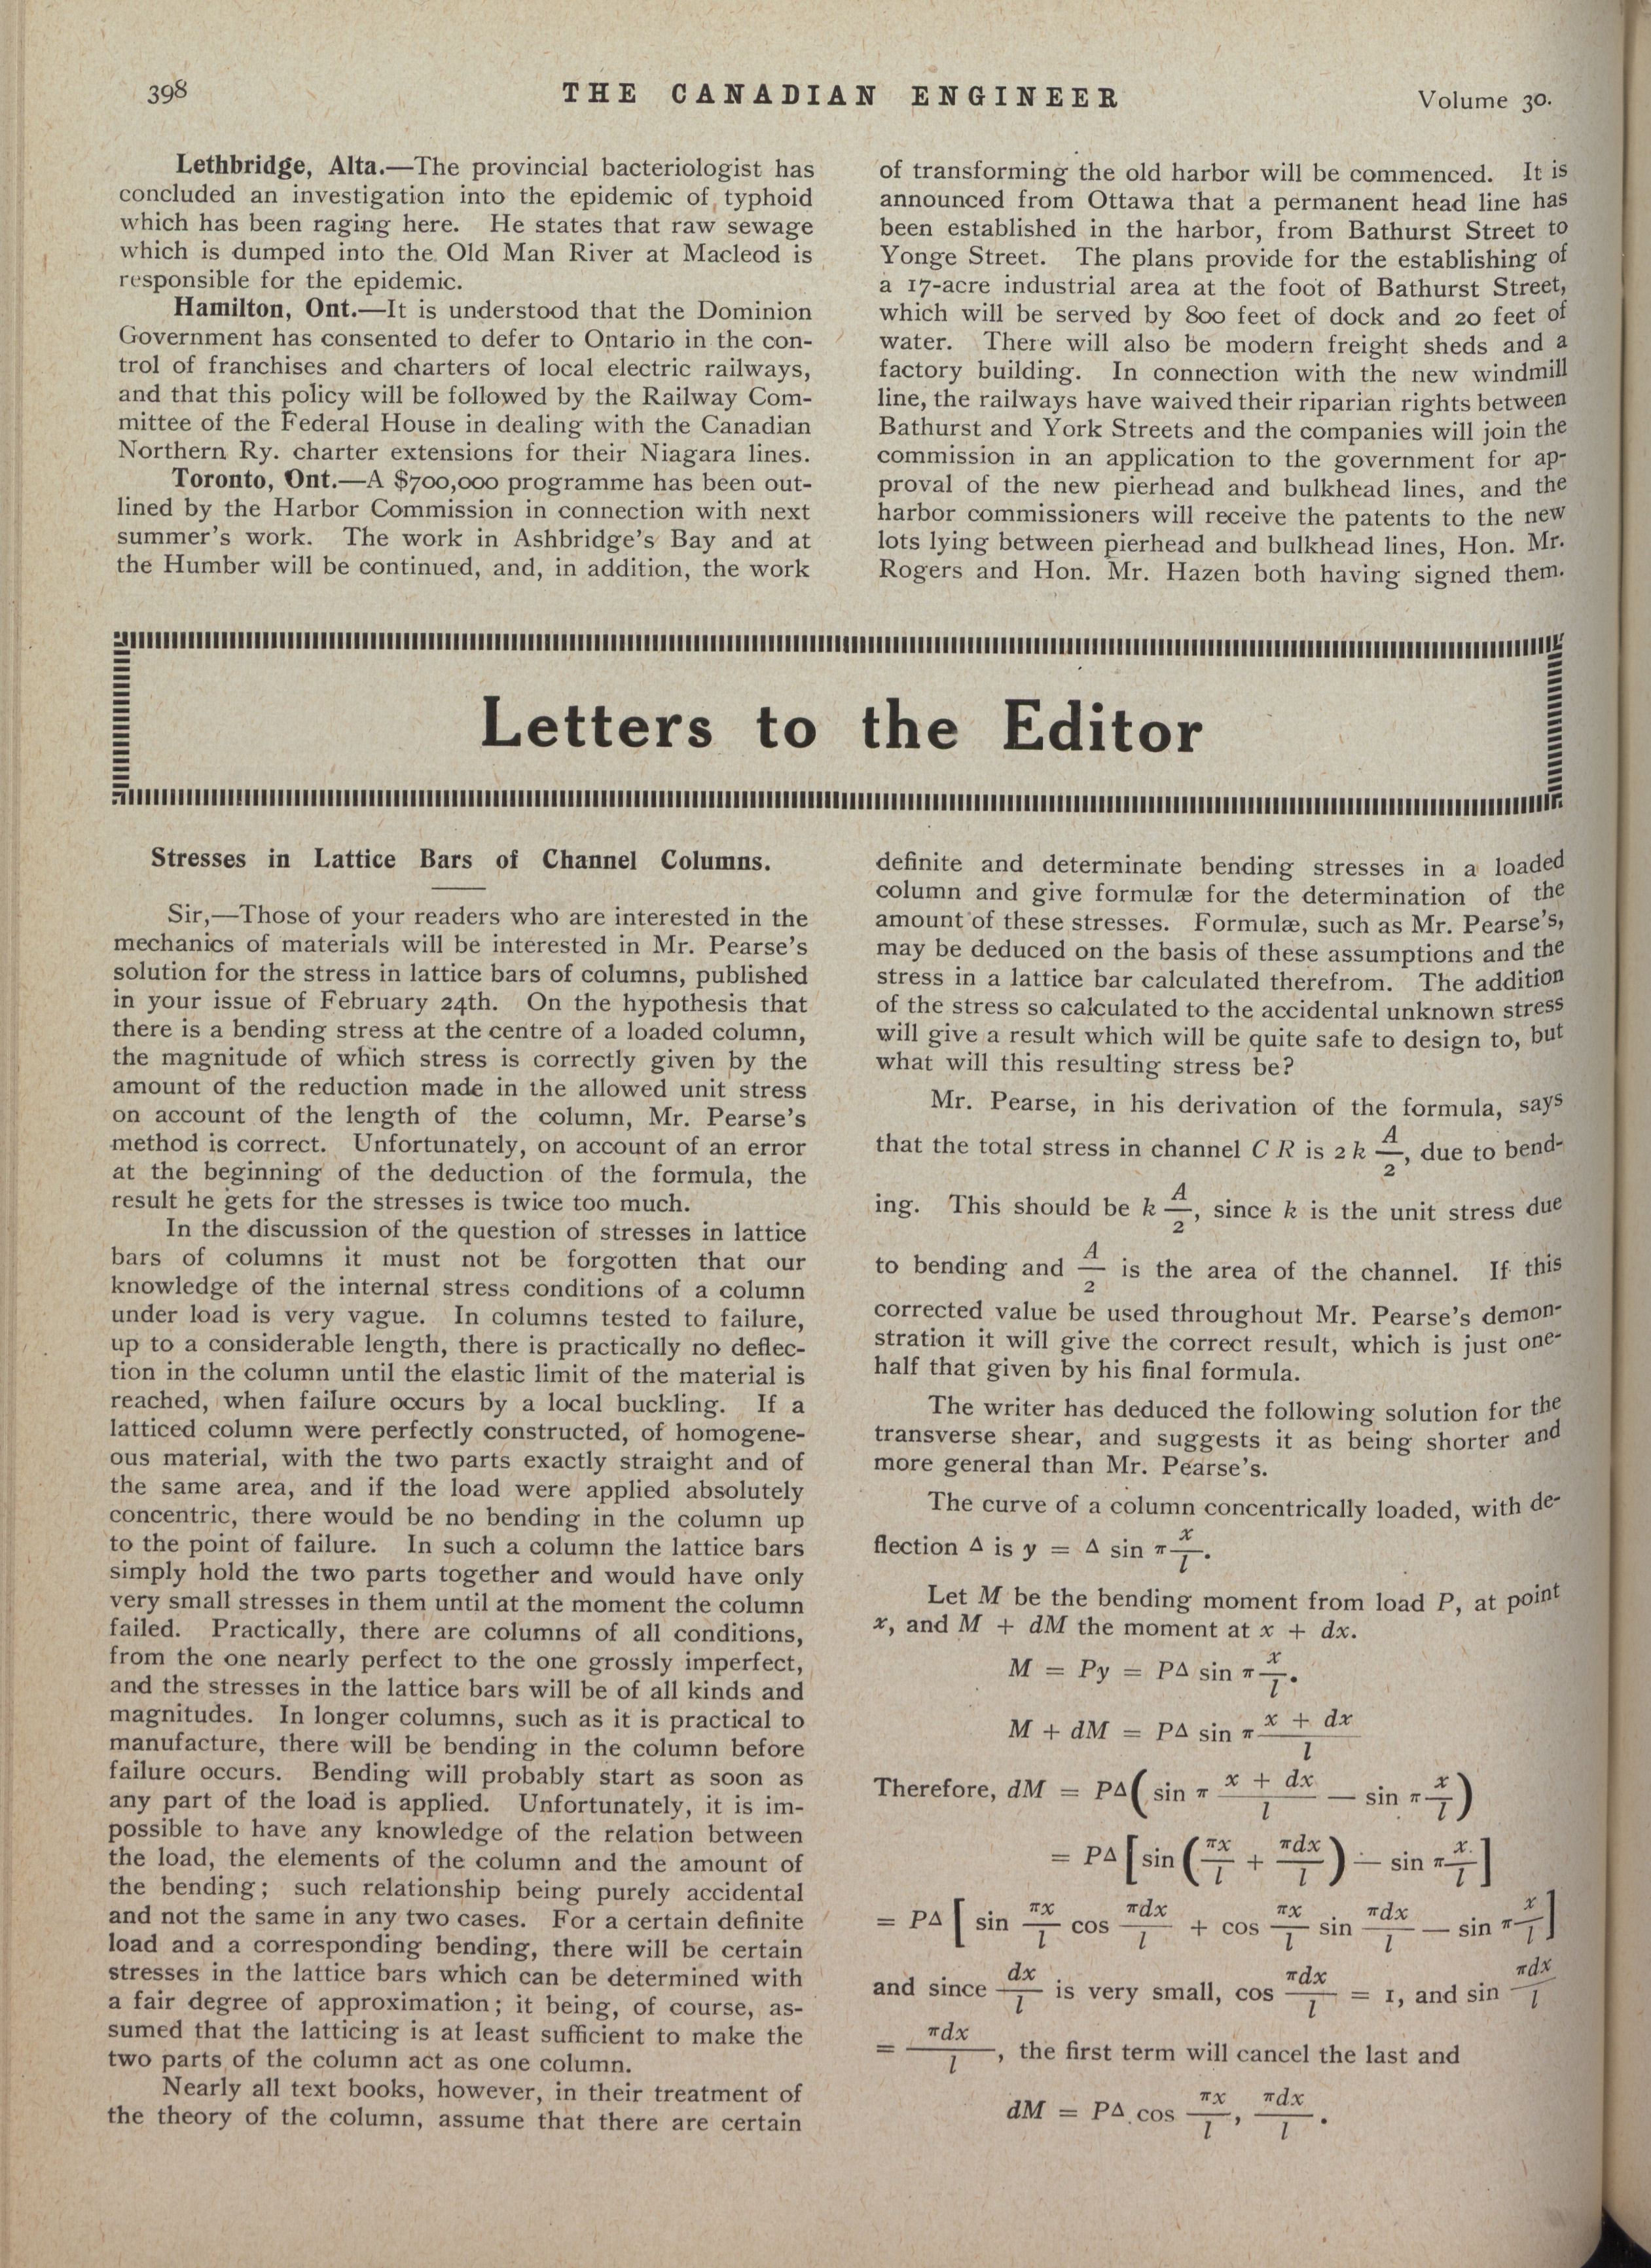 398
THE CANADIAN ENGINEER
Volume 30.
Lethbridge, Alta.—The provincial bacteriologist has
concluded an investigation into the epidemic of typhoid
which has been raging here. He states that raw sewage
which is dumped into the Old Man River at Macleod is
responsible for the epidemic.
Hamilton, Ont.—It is understood that the Dominion
Government has consented to defer to Ontario in the con-
trol of franchises and charters of local electric railways,
and that this policy will be followed by the Railway Com-
mittee of the Federal House in dealing with the Canadian
Northern Ry. charter extensions for their Niagara lines.
Toronto, Ont.—A $700,000 programme has been out-
lined by the Harbor Commission in connection with next
summer's work. The work in Ashbridge's Bay and at
the Humber will be continued, and, in addition, the work
of transforming the old harbor will be commenced. It is
announced from Ottawa that a permanent head line has
been established in the harbor, from Bathurst Street to
Yonge Street. The plans provide for the establishing of
a 17-acre industrial area at the foot of Bathurst Street,
which will be served by 800 feet of dock and 20 feet of
water. There will also be modern freight sheds and a
factory building. In connection with the new windmill
line, the railways have waived their riparian rights between
Bathurst and York Streets and the companies will join the
commission in an application to the government for ap-
proval of the new pierhead and bulkhead lines, and the
harbor commissioners will receive the patents to the new
lots lying between pierhead and bulkhead lines, Hon. Mr.
Rogers and Hon. Mr. Hazen both having signed them.
Letters to the Editor
Stresses in Lattice Bars of Channel Columns.
Sir,—Those of your readers who are interested in the
mechanics of materials will be interested in Mr. Pearse's
solution for the stress in lattice bars of columns, published
in your issue of February 24th. On the hypothesis that
there is a bending stress at the centre of a loaded column,
the magnitude of which stress is correctly given by the
amount of the reduction made in the allowed unit stress
on account of the length of the column, Mr. Pearse's
method is correct. Unfortunately, on account of an error
at the beginning of the deduction of the formula, the
result he gets for the stresses is twice too much.
In the discussion of the question of stresses in lattice
bars of columns it must not be forgotten that our
knowledge of the internal stress conditions of a column
under load is very vague. In columns tested to failure,
up to a considerable length, there is practically no deflec-
tion in the column until the elastic limit of the material is
reached, when failure occurs by a local buckling. If a
latticed column were perfectly constructed, of homogene-
ous material, with the two parts exactly straight and of
the same area, and if the load were applied absolutely
concentric, there would be no bending in the column up
to the point of failure. In such a column the lattice bars
simply hold the two parts together and would have only
very small stresses in them until at the moment the column
failed. Practically, there are columns of all conditions,
from the one nearly perfect to the one grossly imperfect,
and the stresses in the lattice bars will be of all kinds and
magnitudes. In longer columns, such as it is practical to
manufacture, there will be bending in the column before
failure occurs. Bending will probably start as soon as
any part of the load is applied. Unfortunately, it is im-
possible to have any knowledge of the relation between
the load, the elements of the column and the amount of
the bending; such relationship being purely accidental
and not the same in any two cases. For a certain definite
load and a corresponding bending, there will be certain
stresses in the lattice bars which can be determined with
a fair degree of approximation; it being, of course, as-
sumed that the latticing is at least sufficient to make the
two parts of the column act as one column.
Nearly all text books, however, in their treatment of
the theory of the column, assume that there are certain
definite and determinate bending stresses in a loaded
column and give formulæ for the determination of the
amount of these stresses. Formulæ, such as Mr. Pearse's,
may be deduced on the basis of these assumptions and the
stress in a lattice bar calculated therefrom. The addition
of the stress so calculated to the accidental unknown stress
will give a result which will be quite safe to design to, but
what will this resulting stress be?
Mr. Pearse, in his derivation of the formula, says
that the total stress in channel C R is 2 k A/2, due to bend-
ing. This should be k A/2, since k is the unit stress due
to bending and A/2 is the area of the channel. If this
corrected value be used throughout Mr. Pearse's demon-
stration it will give the correct result, which is just one-
half that given by his final formula.
The writer has deduced the following solution for the
transverse shear, and suggests it as being shorter and
more general than Mr. Pearse's.
The curve of a column concentrically loaded, with de-
flection Δ is y = Δ sin π x/l.
Let M be the bending moment from load P, at point
x, and M + dM the moment at x + dx.
M = Py = PΔ sin π x/l.
M + dM = PΔ sin π (x + dx)/l
Therefore, dM = PΔ( sin π (x + dx)/l — sin π x/l )
= PΔ [ sin ( πx/l + πdx/l ) — sin π x/l ]
= PΔ [ sin πx/l cos πdx/l + cos πx/l sin πdx/l — sin π x/l ]
and since dx/l is very small, cos πdx/l = 1, and sin πdx/l
= πdx/l, the first term will cancel the last and
dM = PΔ cos πx/l, πdx/l.